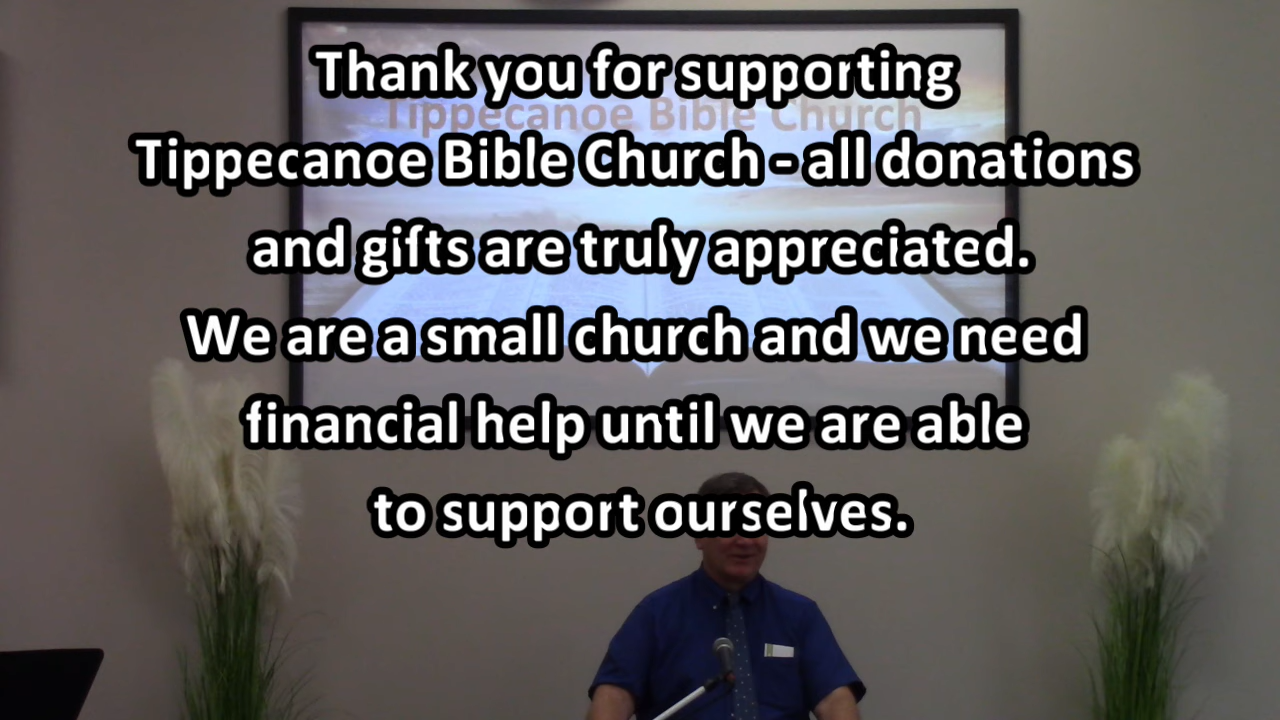 Thank you for supporting
Tippecanoe Bible Church
Tippecanoe Bible Church - all donations
and gifts are truly appreciated.
We are a small church and we need
financial help until we are able
to support ourselves.